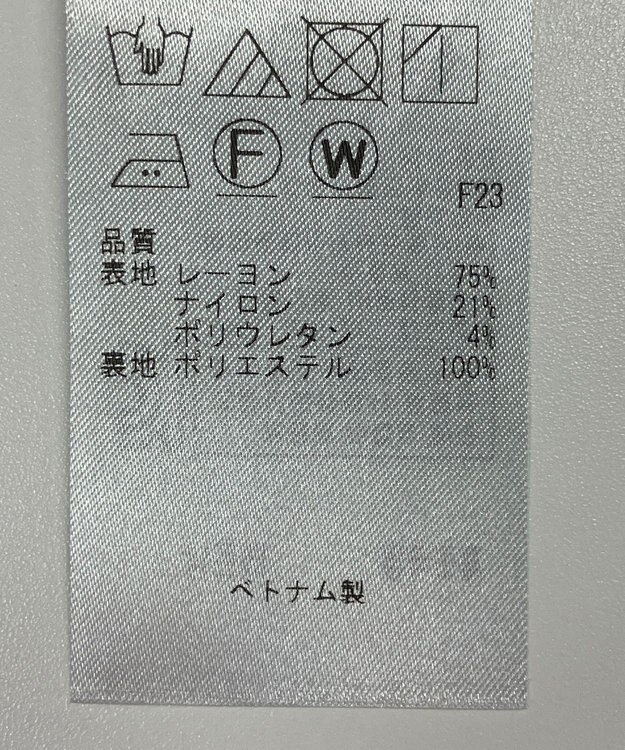 F W
F23
品質
表地 レーヨン 75%
ナイロン 21%
ポリウレタン 4%
裏地 ポリエステル 100%
ベトナム製